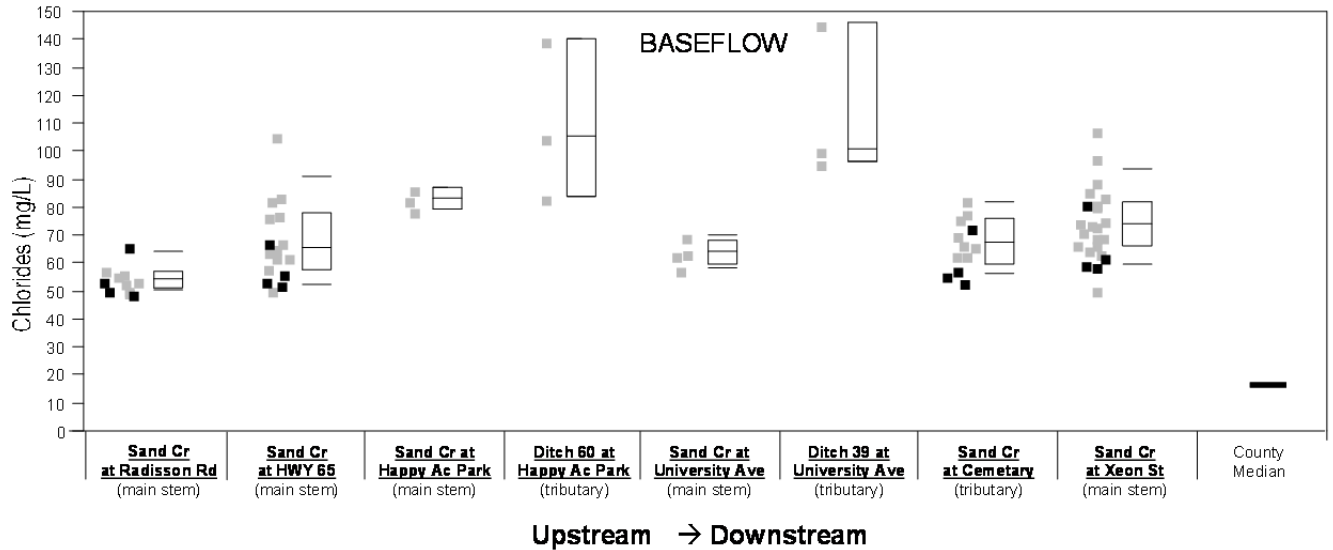 BASEFLOW
Chlorides (mg/L)
150
140
130
120
110
100
90
80
70
60
50
40
30
20
10
0
Sand Cr
at Radisson Rd
(main stem)
Sand Cr
at HWY 65
(main stem)
Sand Cr at
Happy Ac Park
(main stem)
Ditch 60 at
Happy Ac Park
(tributary)
Sand Cr at
University Ave
(main stem)
Ditch 39 at
University Ave
(tributary)
Sand Cr
at Cemetary
(tributary)
Sand Cr
at Xeon St
(main stem)
County
Median
Upstream → Downstream